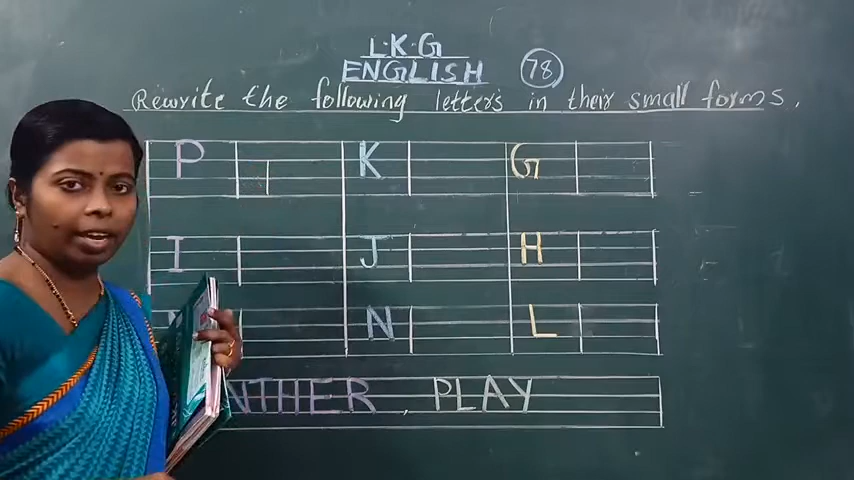 L.K.G
ENGLISH 78
Rewrite the following letters in their small forms.
P K G
I J H
N L
NTHER PLAY